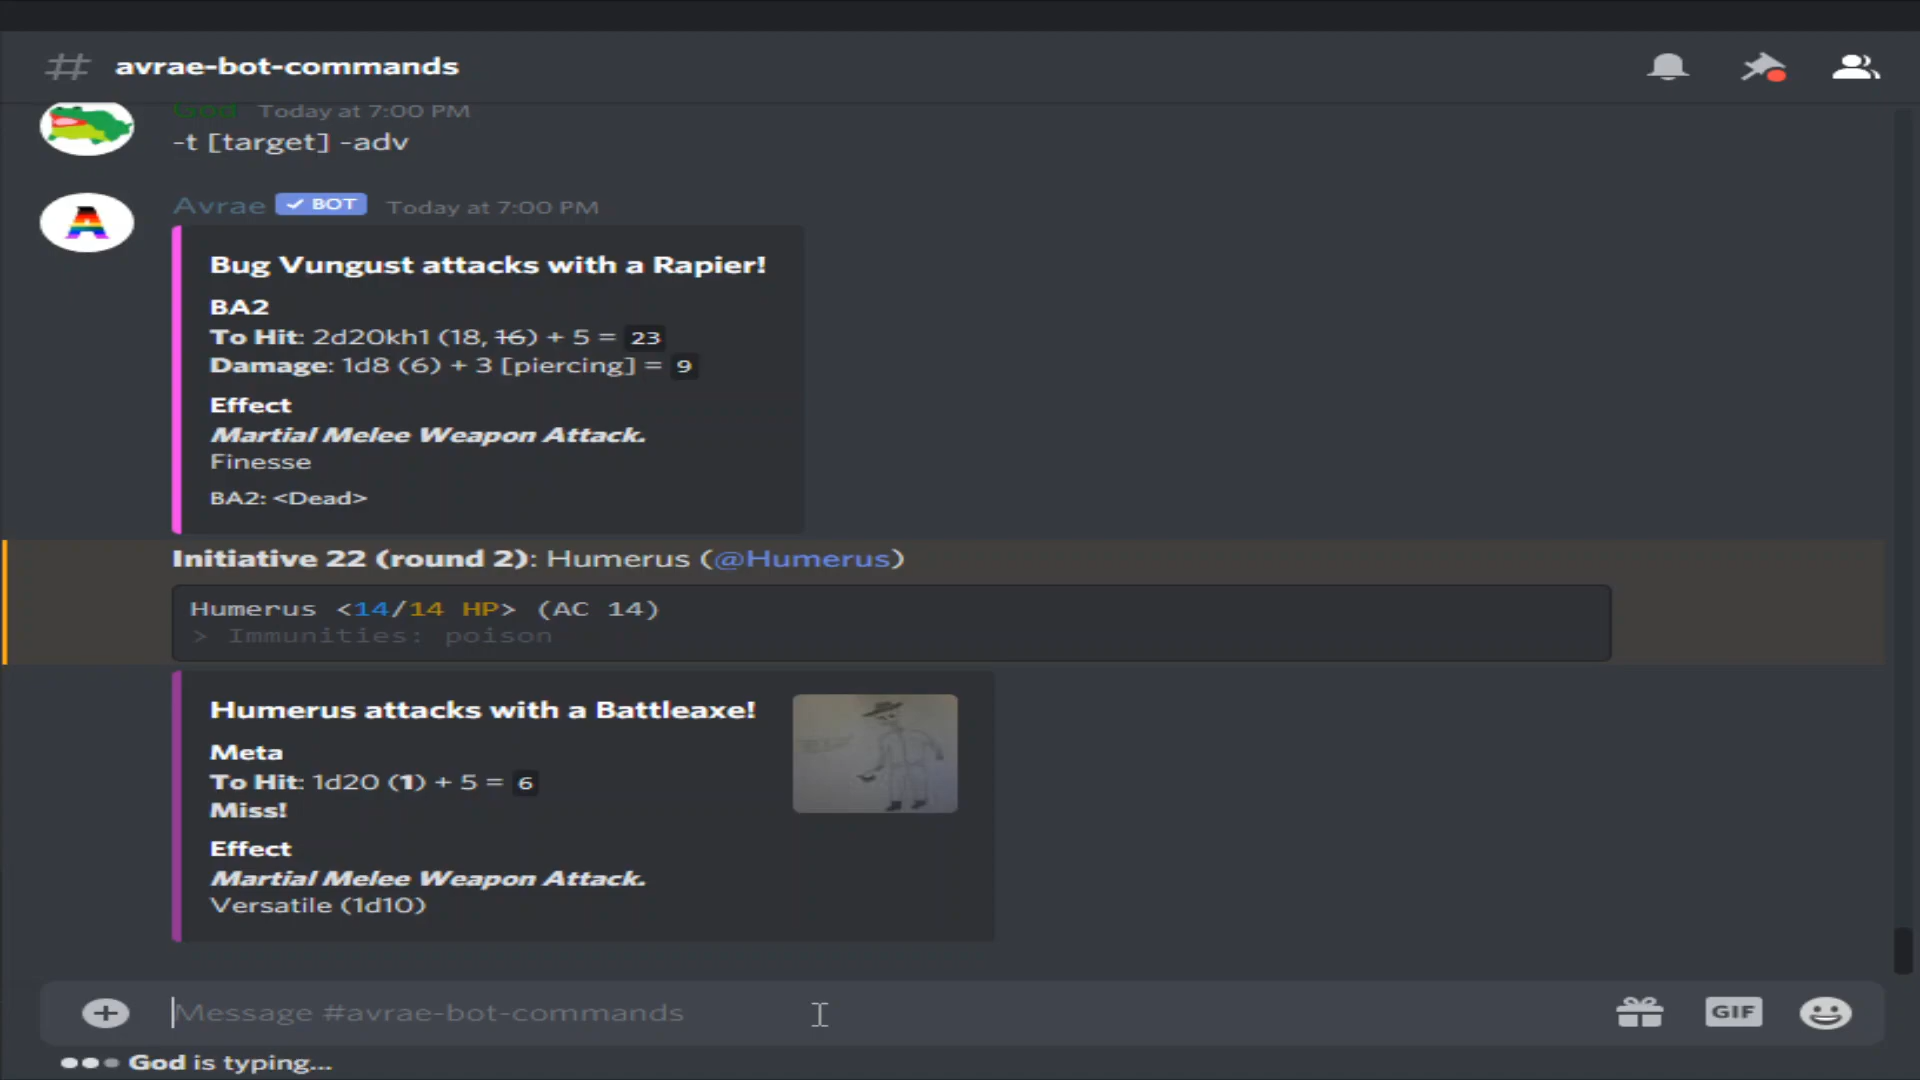 avrae-bot-commands
God Today at 7:00 PM
-t [target] -adv
Avrae BOT Today at 7:00 PM
Bug Vungust attacks with a Rapier!
BA2
To Hit: 2d20kh1 (18, 16) + 5 = 23
Damage: 1d8 (6) + 3 [piercing] = 9
Effect
Martial Melee Weapon Attack.
Finesse
BA2: <Dead>
Initiative 22 (round 2): Humerus (@Humerus)
Humerus <14/14 HP> (AC 14)
> Immunities: poison
Humerus attacks with a Battleaxe!
Meta
To Hit: 1d20 (1) + 5 = 6
Miss!
Effect
Martial Melee Weapon Attack.
Versatile (1d10)
Message #avrae-bot-commands
GIF
God is typing...